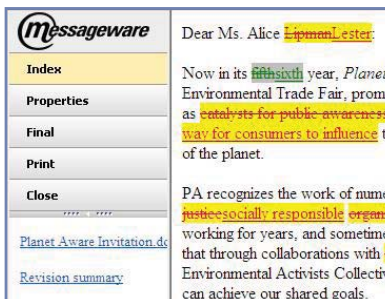 Messageware
Index
Properties
Final
Print
Close
Planet Aware Invitation.dc
Revision summary
Dear Ms. Alice LipmanLester:
Now in its fifthsixth year, Planet
Environmental Trade Fair, prom
as catalysts for public awareness
way for consumers to influence t
of the planet.
PA recognizes the work of nume
justicesocially responsible organ
working for years, and sometime
that through collaborations with
Environmental Activists Collectiv
can achieve our shared goals.